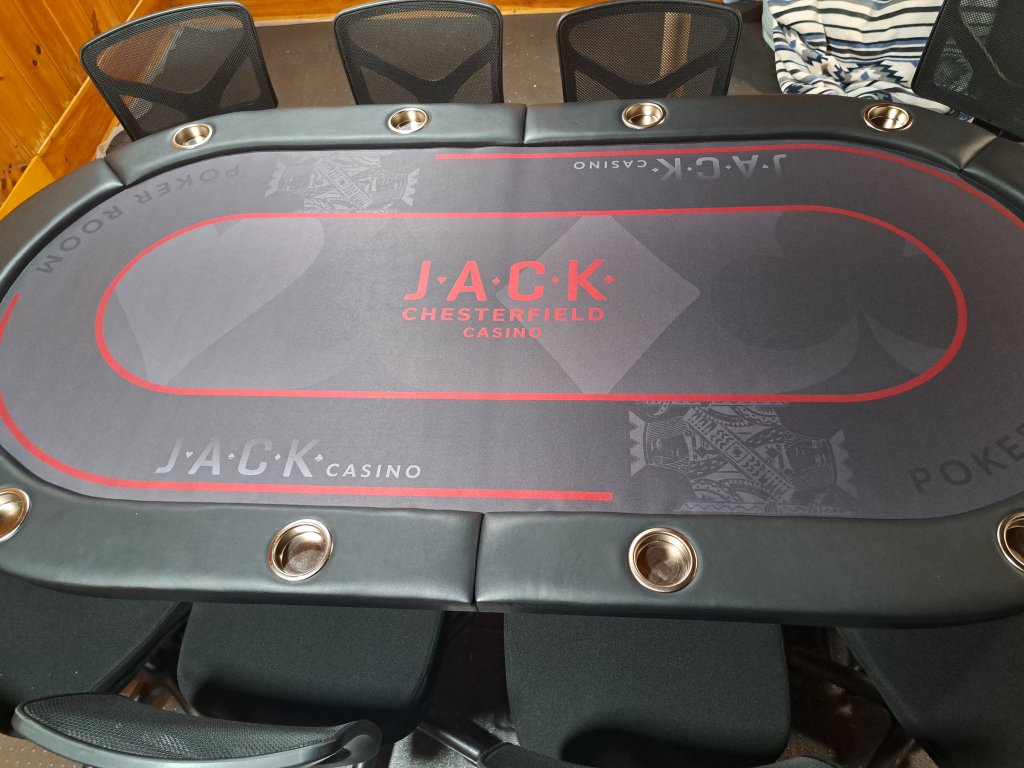 POKER ROOM
J·A·C·K CASINO
J♥A♠C♦K♣
CHESTERFIELD
CASINO
J♥A♠C♦K♣ CASINO
POKER